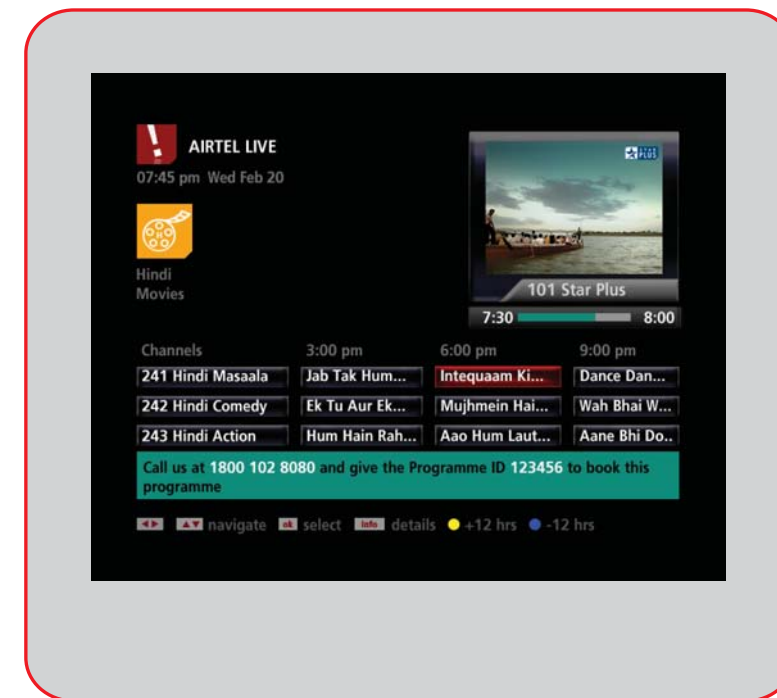 AIRTEL LIVE
07:45 pm Wed Feb 20
STAR
PLUS
Hindi
Movies
101 Star Plus
7:30 8:00
Channels 3:00 pm 6:00 pm 9:00 pm
241 Hindi Masaala Jab Tak Hum... Intequaam Ki... Dance Dan...
242 Hindi Comedy Ek Tu Aur Ek... Mujhmein Hai... Wah Bhai W...
243 Hindi Action Hum Hain Rah... Aao Hum Laut... Aane Bhi Do..
Call us at 1800 102 8080 and give the Programme ID 123456 to book this
programme
navigate ok select Info details +12 hrs -12 hrs